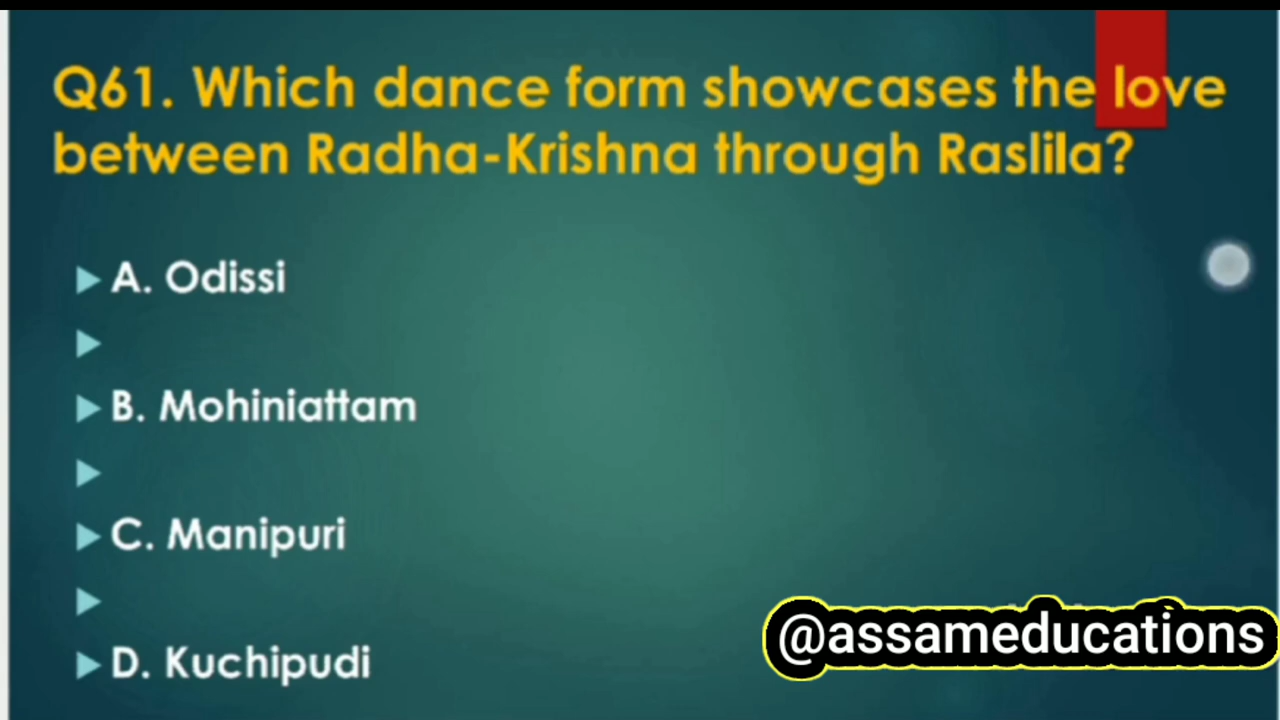 Q61. Which dance form showcases the love
between Radha-Krishna through Raslila?
A. Odissi
B. Mohiniattam
C. Manipuri
D. Kuchipudi
@assameducations